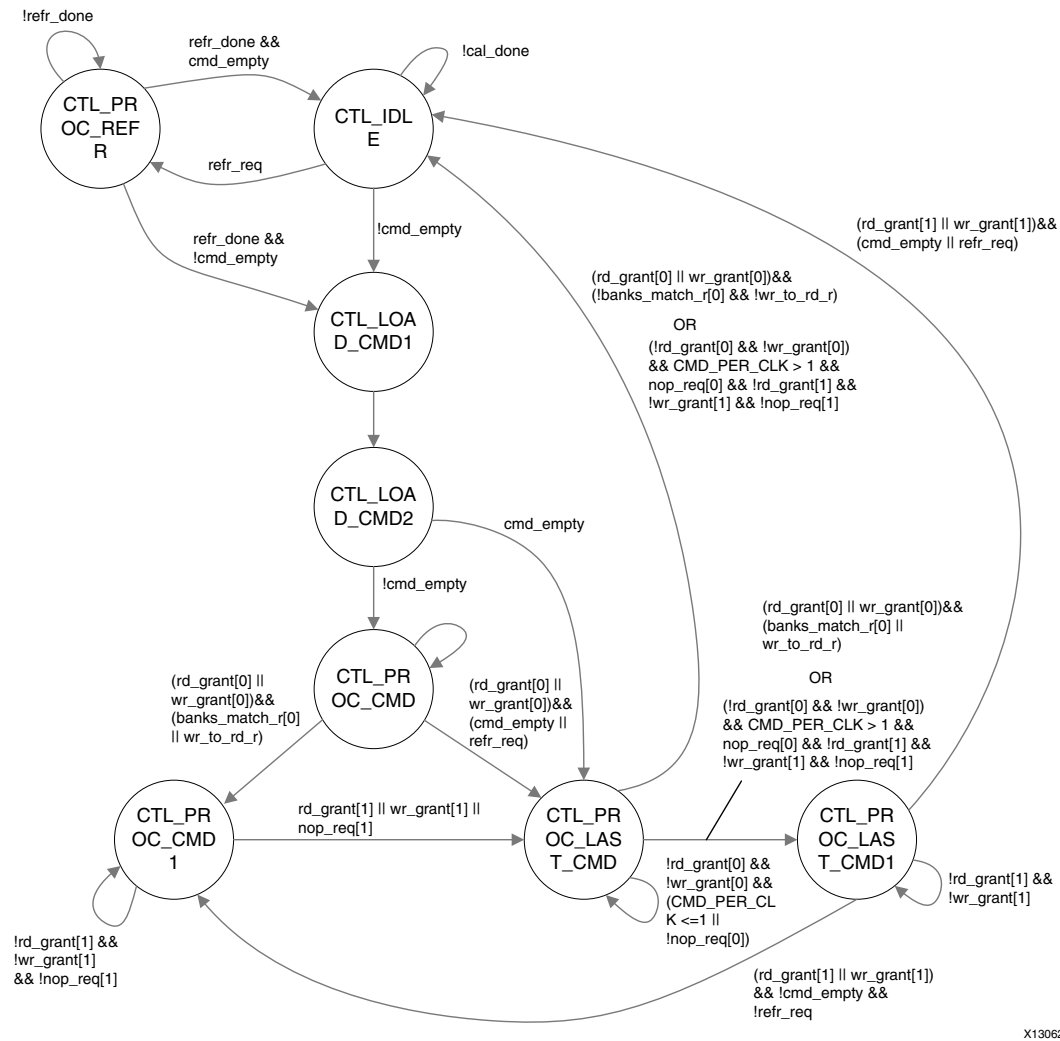 !refr_done
refr_done &&
cmd_empty
!cal_done
CTL_PR
OC_REF
R
CTL_IDL
E
refr_req
!cmd_empty
refr_done &&
!cmd_empty
(rd_grant[1] || wr_grant[1])&&
(cmd_empty || refr_req)
(rd_grant[0] || wr_grant[0])&&
(!banks_match_r[0] && !wr_to_rd_r)
OR
(!rd_grant[0] && !wr_grant[0])
&& CMD_PER_CLK > 1 &&
nop_req[0] && !rd_grant[1] &&
!wr_grant[1] && !nop_req[1]
CTL_LOA
D_CMD1
CTL_LOA
D_CMD2
cmd_empty
!cmd_empty
CTL_PR
OC_CMD
(rd_grant[0] ||
wr_grant[0])&&
(banks_match_r[0]
|| wr_to_rd_r)
(rd_grant[0] ||
wr_grant[0])&&
(cmd_empty ||
refr_req)
(rd_grant[0] || wr_grant[0])&&
(banks_match_r[0] ||
wr_to_rd_r)
OR
(!rd_grant[0] && !wr_grant[0])
&& CMD_PER_CLK > 1 &&
nop_req[0] && !rd_grant[1] &&
!wr_grant[1] && !nop_req[1]
CTL_PR
OC_CMD
1
rd_grant[1] || wr_grant[1] ||
nop_req[1]
CTL_PR
OC_LAS
T_CMD
CTL_PR
OC_LAS
T_CMD1
!rd_grant[0] &&
!wr_grant[0] &&
(CMD_PER_CL
K <=1 ||
!nop_req[0])
!rd_grant[1] &&
!wr_grant[1]
!rd_grant[1] &&
!wr_grant[1]
&& !nop_req[1]
(rd_grant[1] || wr_grant[1])
&& !cmd_empty &&
!refr_req
X13062